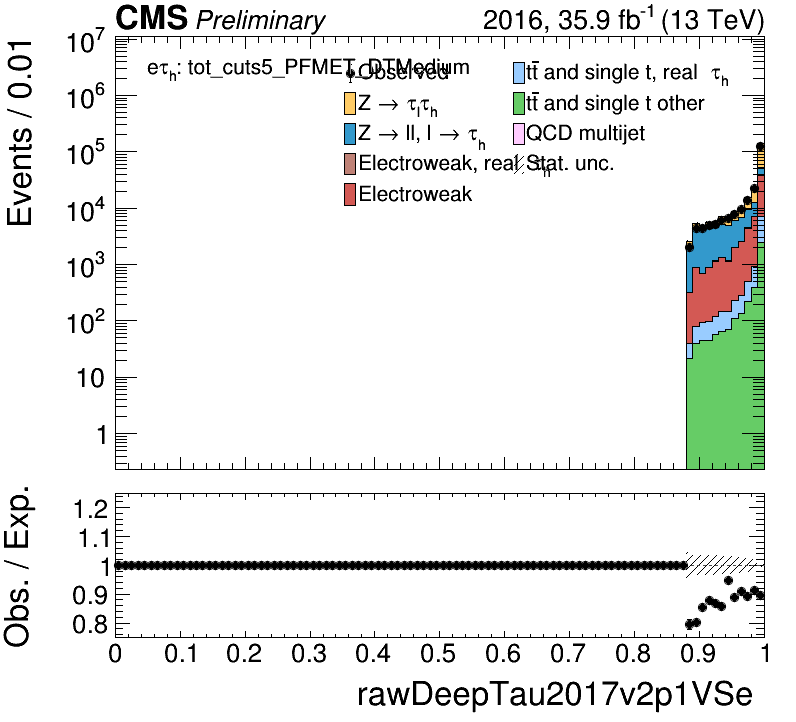 CMS Preliminary 2016, 35.9 fb⁻¹ (13 TeV)
Events / 0.01
10⁷
10⁶
10⁵
10⁴
10³
10²
10
1
eτh: tot_cuts5_PFMET_DTMedium
Observed
Z → τlτh
Z → ll, l → τh
Electroweak, real τh
Electroweak
tt̄ and single t, real τh
tt̄ and single t other
QCD multijet
Stat. unc.
Obs. / Exp.
1.2
1.1
1
0.9
0.8
0 0.1 0.2 0.3 0.4 0.5 0.6 0.7 0.8 0.9 1
rawDeepTau2017v2p1VSe